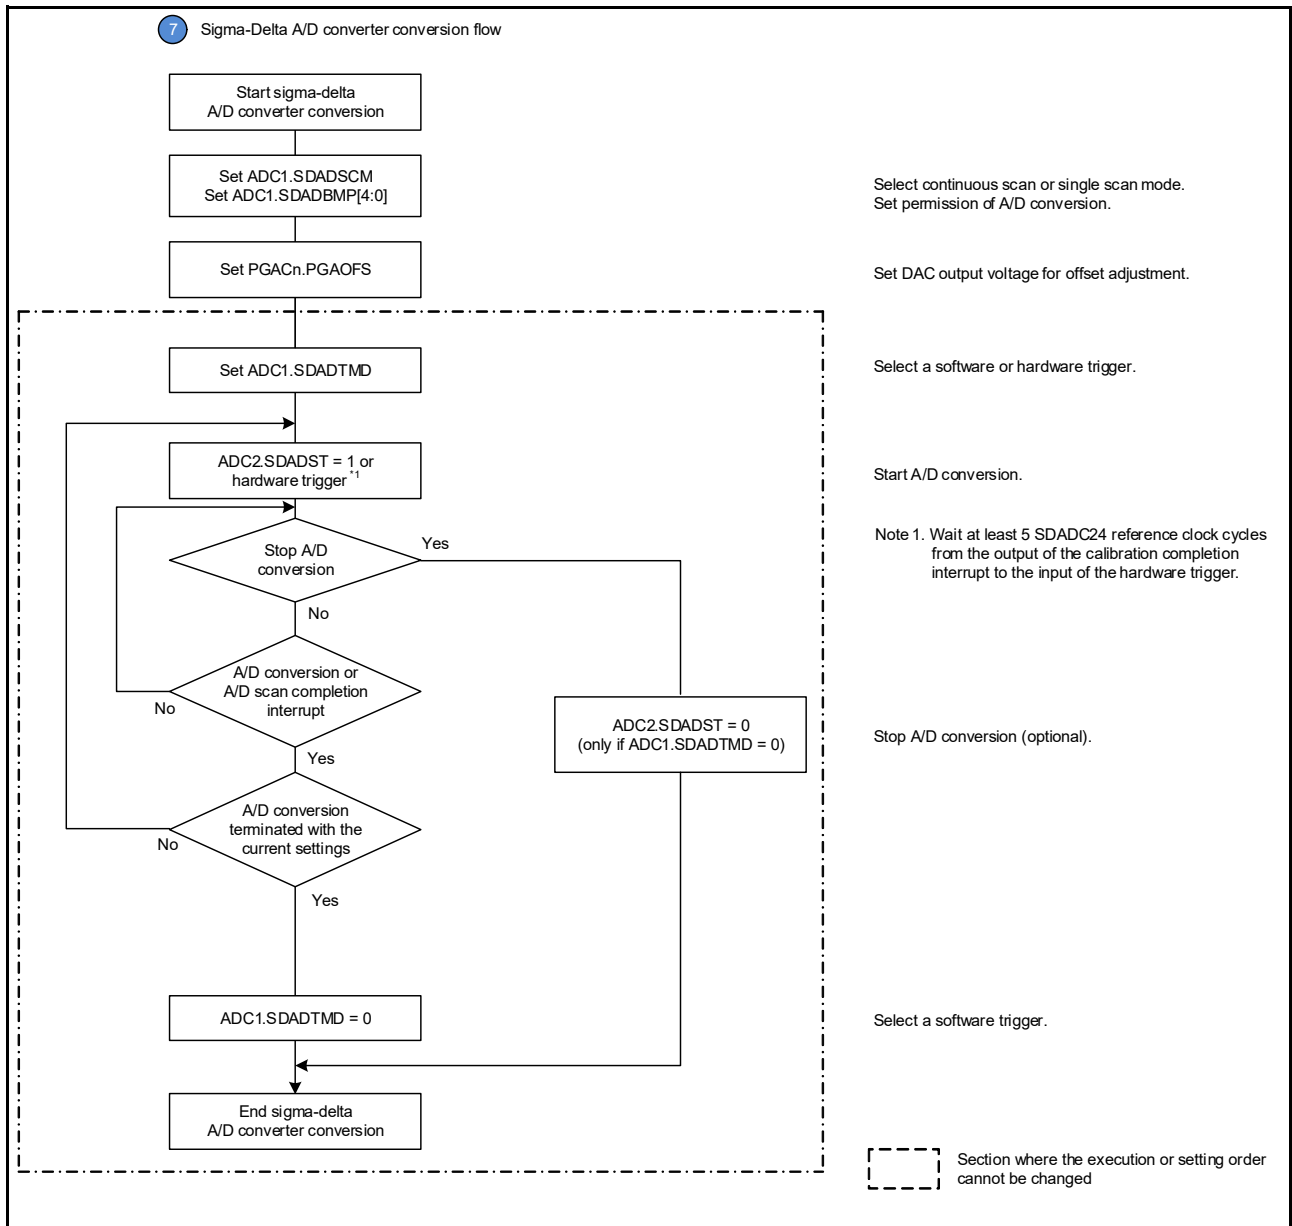 7 Sigma-Delta A/D converter conversion flow
Start sigma-delta
A/D converter conversion
Set ADC1.SDADSCM
Set ADC1.SDADBMP[4:0]
Select continuous scan or single scan mode.
Set permission of A/D conversion.
Set PGACn.PGAOFS
Set DAC output voltage for offset adjustment.
Set ADC1.SDADTMD
Select a software or hardware trigger.
ADC2.SDADST = 1 or
hardware trigger *1
Start A/D conversion.
Stop A/D
conversion
Yes
No
Note 1. Wait at least 5 SDADC24 reference clock cycles
from the output of the calibration completion
interrupt to the input of the hardware trigger.
A/D conversion or
A/D scan completion
interrupt
No
Yes
ADC2.SDADST = 0
(only if ADC1.SDADTMD = 0)
Stop A/D conversion (optional).
A/D conversion
terminated with the
current settings
No
Yes
ADC1.SDADTMD = 0
Select a software trigger.
End sigma-delta
A/D converter conversion
Section where the execution or setting order
cannot be changed